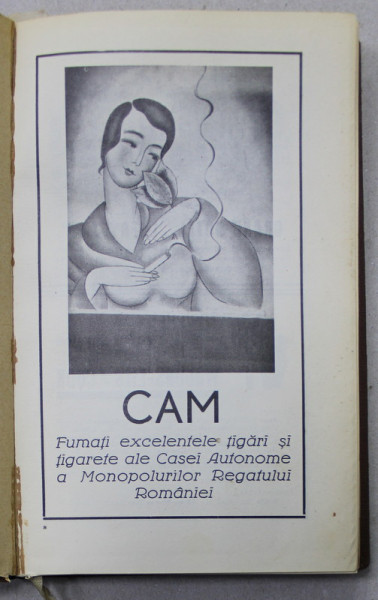 CAM
Fumați excelentele țigări și
țigarete ale Casei Autonome
a Monopolurilor Regatului
României